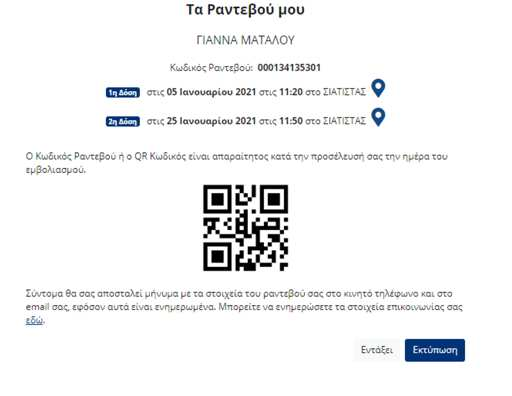 Τα Ραντεβού μου
ΓΙΑΝΝΑ ΜΑΤΑΛΟΥ
Κωδικός Ραντεβού: 000134135301
1η Δόση στις 05 Ιανουαρίου 2021 στις 11:20 στο ΣΙΑΤΙΣΤΑΣ
2η Δόση στις 25 Ιανουαρίου 2021 στις 11:50 στο ΣΙΑΤΙΣΤΑΣ
Ο Κωδικός Ραντεβού ή ο QR Κωδικός είναι απαραίτητος κατά την προσέλευσή σας την ημέρα του
εμβολιασμού.
Σύντομα θα σας αποσταλεί μήνυμα με τα στοιχεία του ραντεβού σας στο κινητό τηλέφωνο και στο
email σας, εφόσον αυτά είναι ενημερωμένα. Μπορείτε να ενημερώσετε τα στοιχεία επικοινωνίας σας
εδώ.
Εντάξει Εκτύπωση